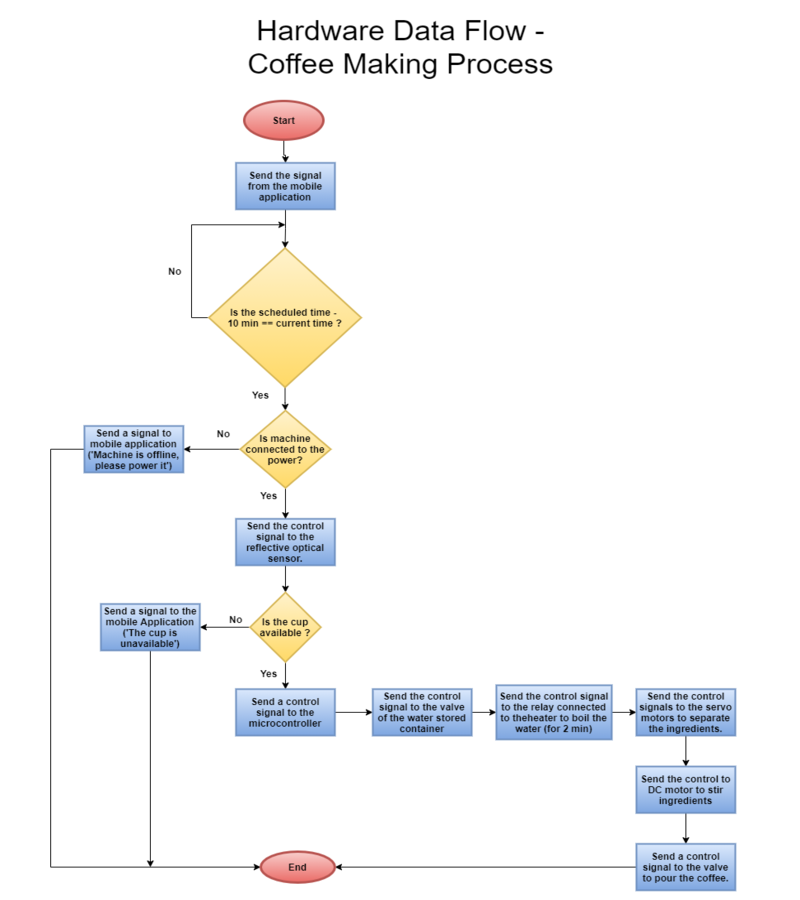 Hardware Data Flow -
Coffee Making Process
Start
Send the signal
from the mobile
application
No
Is the scheduled time -
10 min == current time ?
Yes
Send a signal to
mobile application
('Machine is offline,
please power it')
No
Is machine
connected to the
power?
Yes
Send the control
signal to the
reflective optical
sensor.
Send a signal to the
mobile Application
('The cup is
unavailable')
No
Is the cup
available ?
Yes
Send a control
signal to the
microcontroller
Send the control
signal to the valve
of the water stored
container
Send the control signal
to the relay connected
to theheater to boil the
water (for 2 min)
Send the control
signals to the servo
motors to separate
the ingredients.
Send the control to
DC motor to stir
ingredients
Send a control
signal to the valve
to pour the coffee.
End